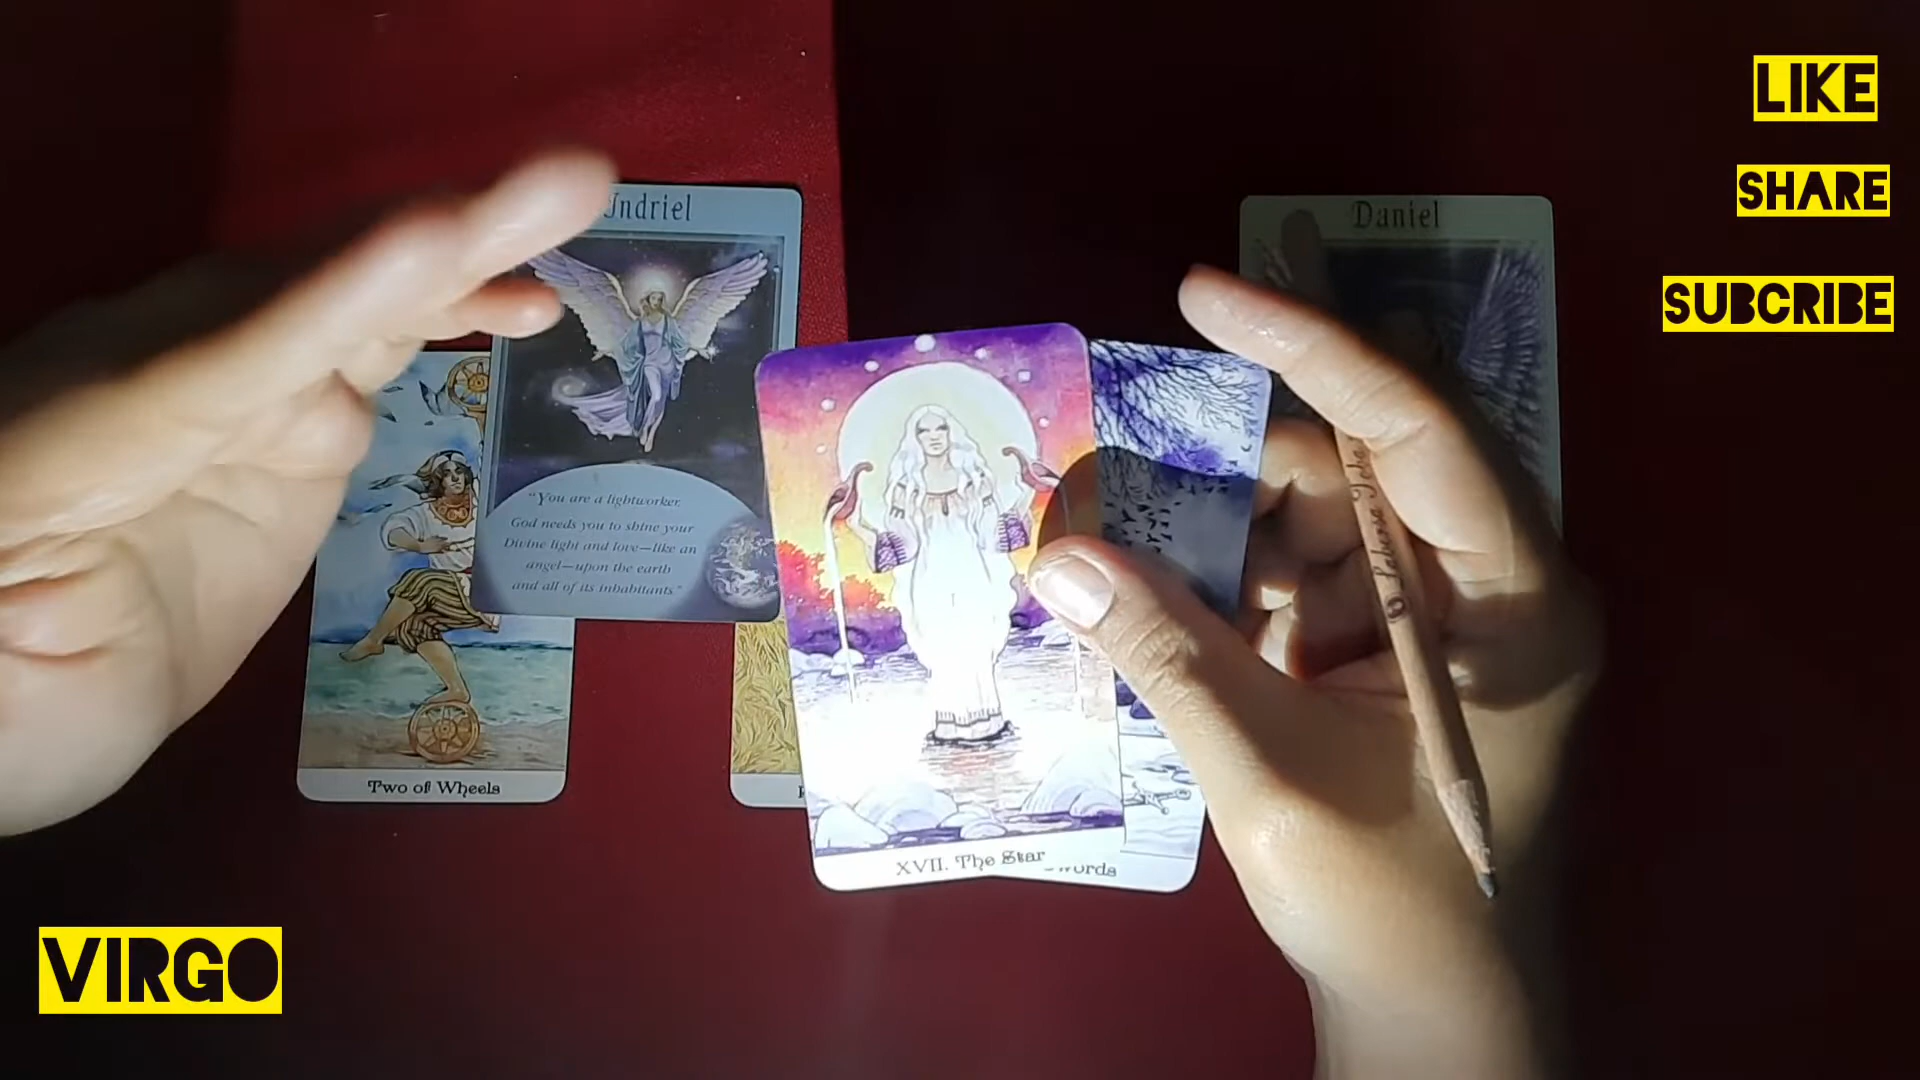 LIKE
SHARE
SUBCRIBE
Indriel
Daniel
"You are a lightworker.
God needs you to shine your
Divine light and love—like an
angel—upon the earth
and all of its inhabitants."
Two of Wheels
XVII. The Star
VIRGO